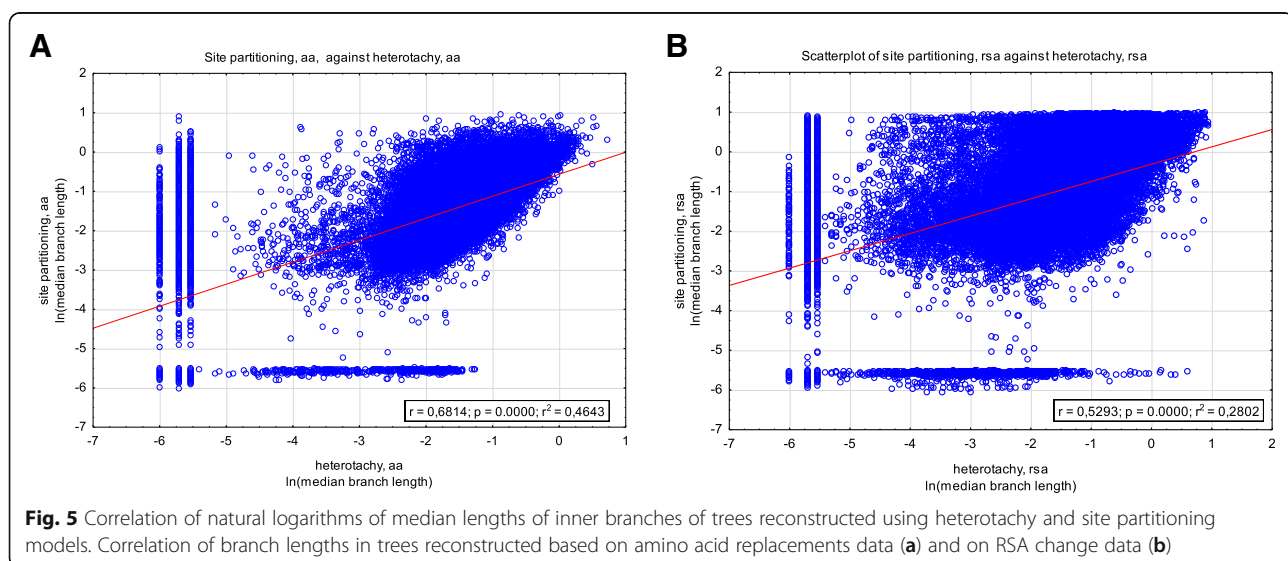 A
Site partitioning, aa, against heterotachy, aa
site partitioning, aa
ln(median branch length)
2
1
0
-1
-2
-3
-4
-5
-6
-7
-7
-6
-5
-4
-3
-2
-1
0
1
r = 0,6814; p = 0.0000; r² = 0,4643
heterotachy, aa
ln(median branch length)
B
Scatterplot of site partitioning, rsa against heterotachy, rsa
site partitioning, rsa
ln(median branch length)
2
1
0
-1
-2
-3
-4
-5
-6
-7
-7
-6
-5
-4
-3
-2
-1
0
1
2
r = 0,5293; p = 0.0000; r² = 0,2802
heterotachy, rsa
ln(median branch length)
Fig. 5 Correlation of natural logarithms of median lengths of inner branches of trees reconstructed using heterotachy and site partitioning
models. Correlation of branch lengths in trees reconstructed based on amino acid replacements data (a) and on RSA change data (b)